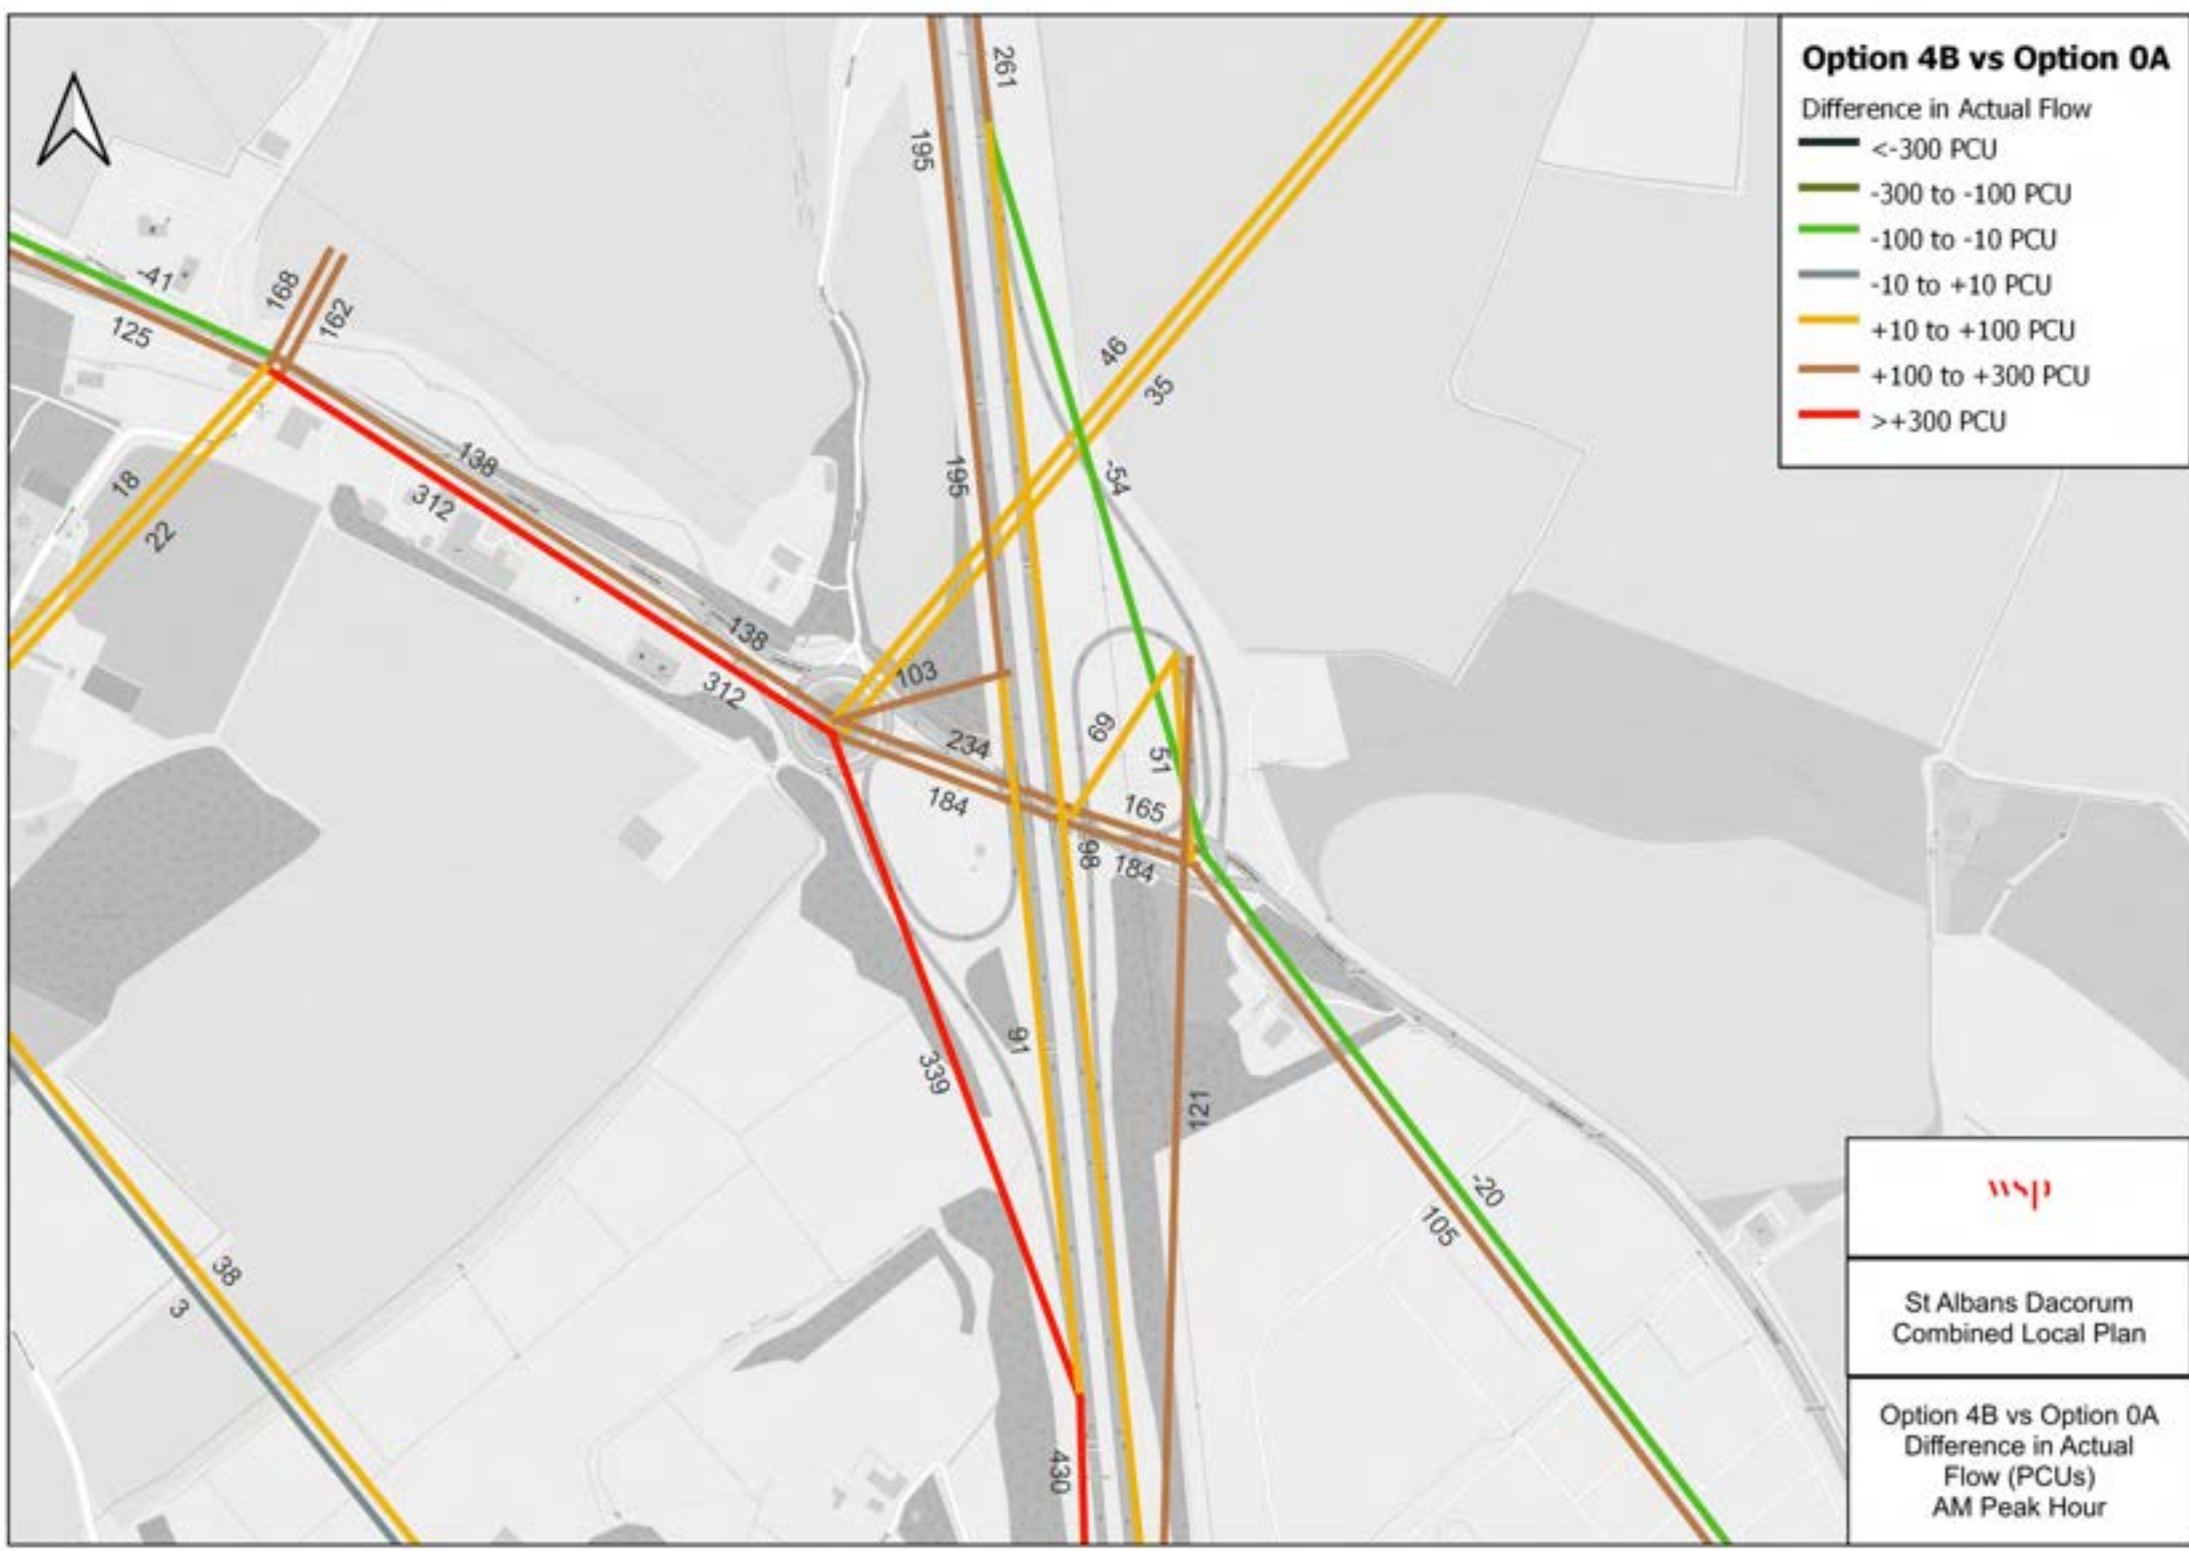 Option 4B vs Option 0A
Difference in Actual Flow
<-300 PCU
-300 to -100 PCU
-100 to -10 PCU
-10 to +10 PCU
+10 to +100 PCU
+100 to +300 PCU
>+300 PCU
261
195
-41
168
162
125
46
35
195
-54
138
312
18
22
138
312
103
234
184
69
51
165
98
184
91
339
121
-20
105
38
3
430
wsp
St Albans Dacorum
Combined Local Plan
Option 4B vs Option 0A
Difference in Actual
Flow (PCUs)
AM Peak Hour